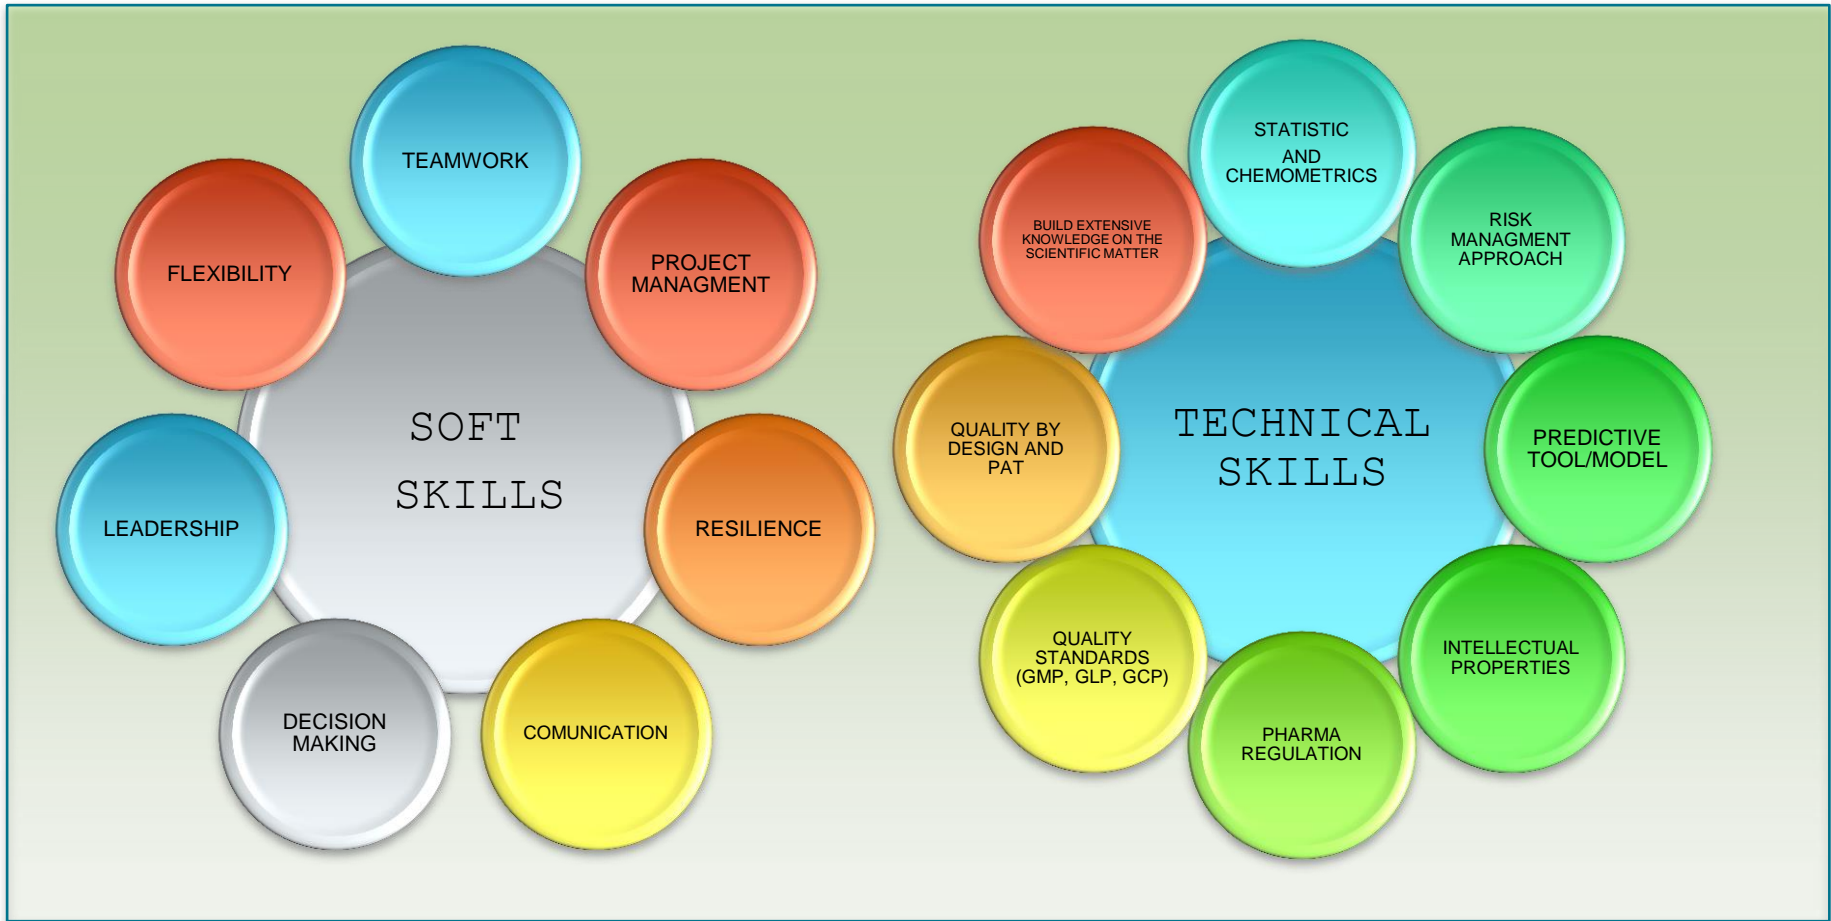 SOFT
SKILLS
TEAMWORK
PROJECT
MANAGMENT
RESILIENCE
COMUNICATION
DECISION
MAKING
LEADERSHIP
FLEXIBILITY
TECHNICAL
SKILLS
STATISTIC
AND
CHEMOMETRICS
RISK
MANAGMENT
APPROACH
PREDICTIVE
TOOL/MODEL
INTELLECTUAL
PROPERTIES
PHARMA
REGULATION
QUALITY
STANDARDS
(GMP, GLP, GCP)
QUALITY BY
DESIGN AND
PAT
BUILD EXTENSIVE
KNOWLEDGE ON THE
SCIENTIFIC MATTER